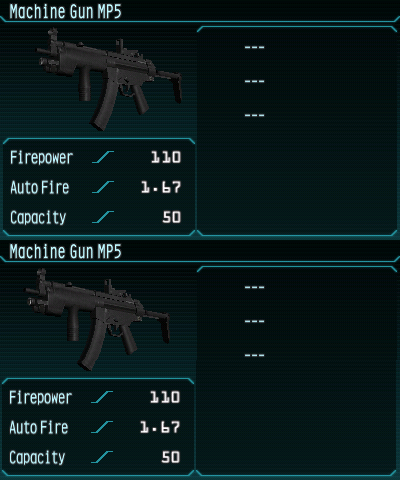 Machine Gun MP5
---
---
---
Firepower 110
Auto Fire 1.67
Capacity 50
Machine Gun MP5
---
---
---
Firepower 110
Auto Fire 1.67
Capacity 50